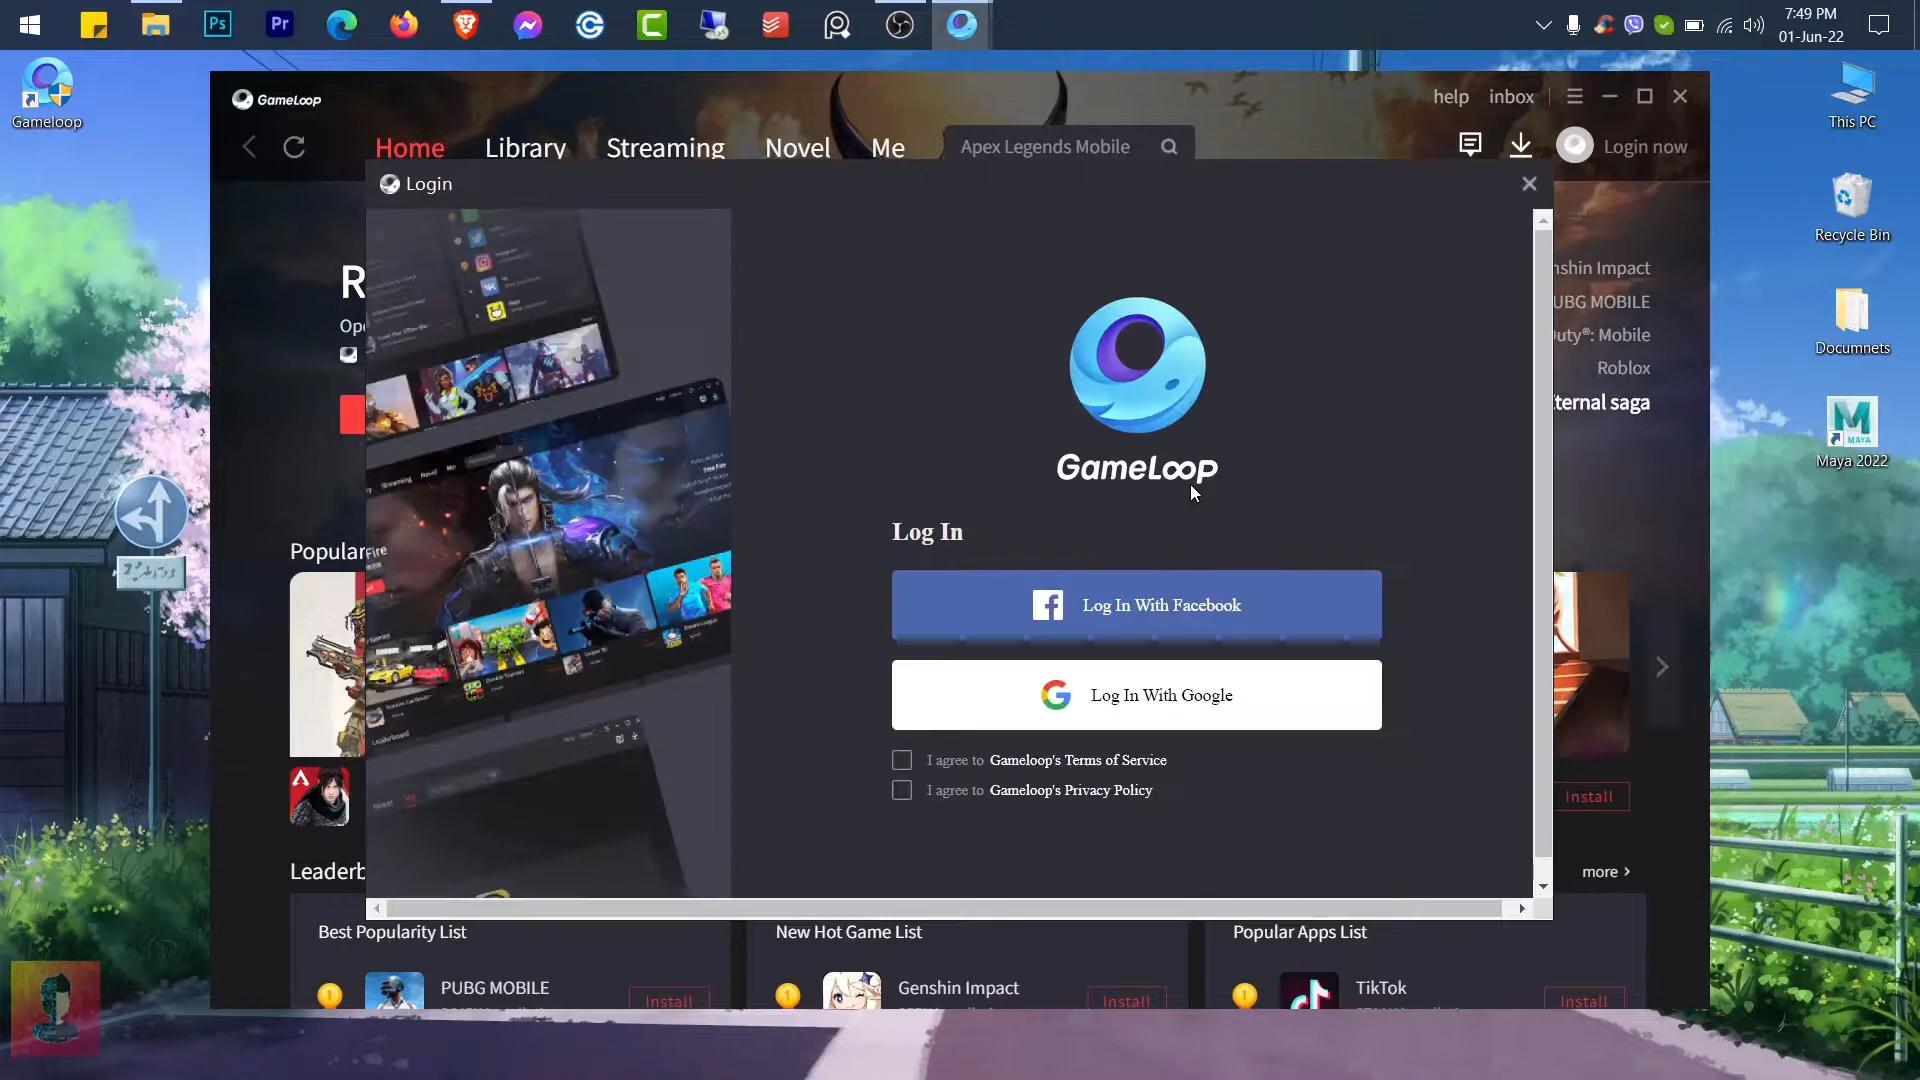 7:49 PM
01-Jun-22
Gameloop
This PC
Recycle Bin
Documnets
Maya 2022
GameLoop
help inbox
Home Library Streaming Novel Me
Apex Legends Mobile
Login now
Login
R
Ope
nshin Impact
UBG MOBILE
Duty®: Mobile
Roblox
Eternal saga
GameLoop
Log In
Log In With Facebook
Log In With Google
I agree to Gameloop's Terms of Service
I agree to Gameloop's Privacy Policy
Popular
Install
Leaderb
more
Best Popularity List
New Hot Game List
Popular Apps List
PUBG MOBILE
Install
Genshin Impact
Install
TikTok
Install